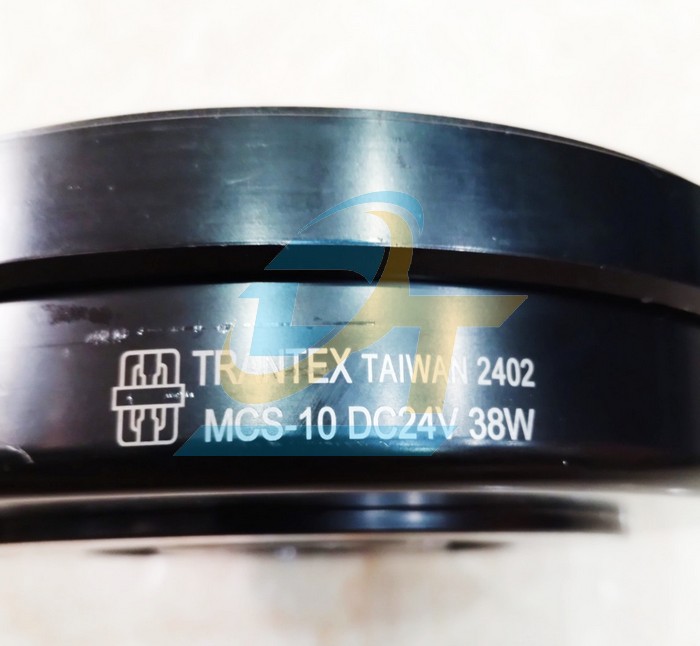 TRANTEX TAIWAN 2402
MCS-10 DC24V 38W